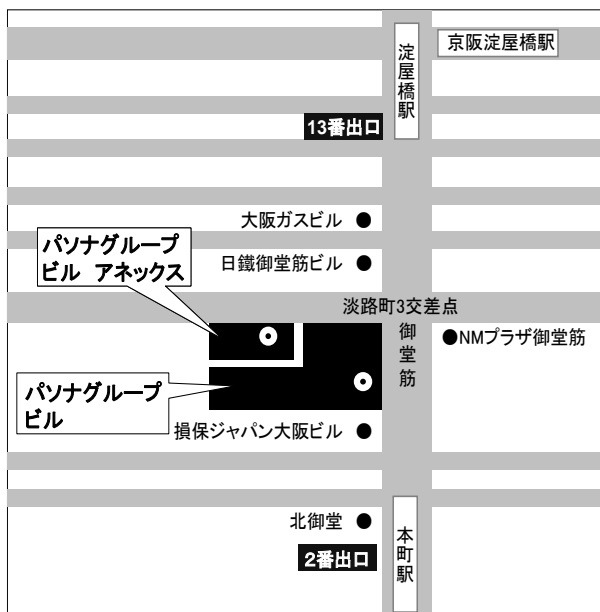 京阪淀屋橋駅
淀屋橋駅
13番出口
大阪ガスビル ●
パソナグループ
ビル アネックス
日鐵御堂筋ビル ●
淡路町3交差点
御堂筋
●NMプラザ御堂筋
パソナグループ
ビル
損保ジャパン大阪ビル ●
北御堂 ●
2番出口
本町駅